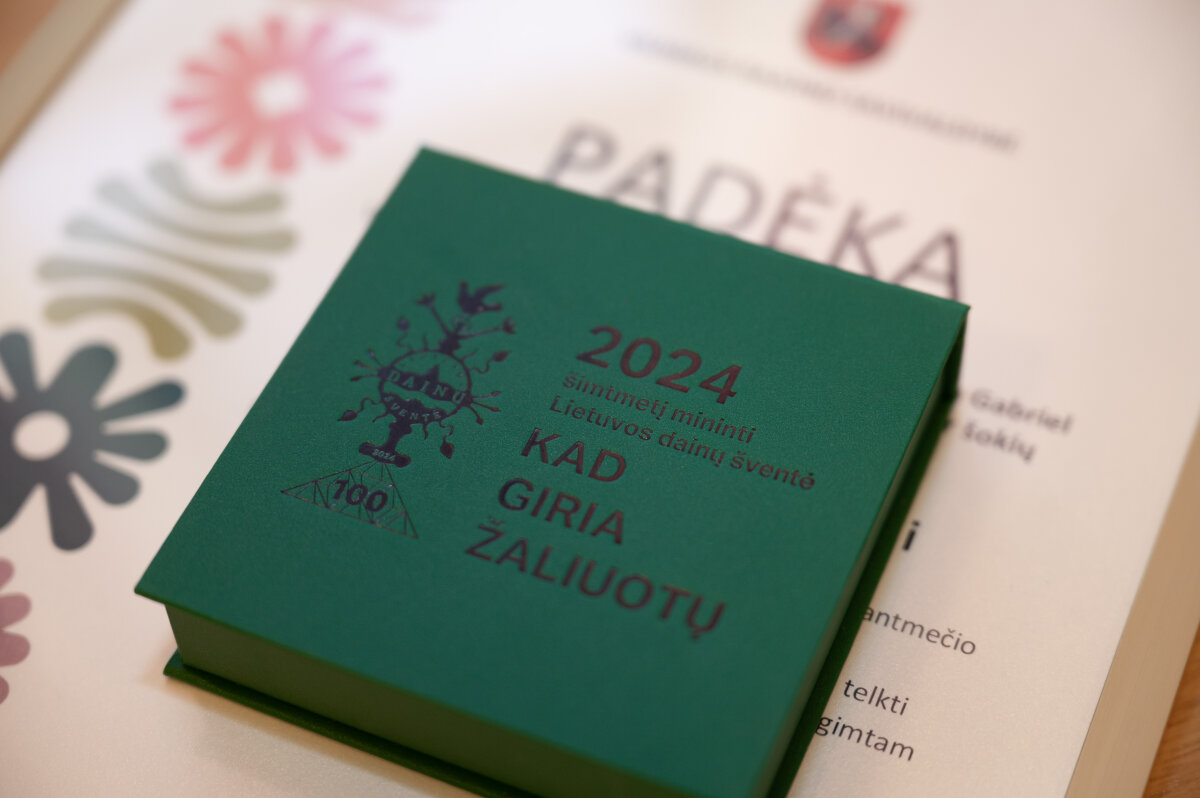 PADĖKA
Gabriel
šokių
i
antmečio
telkti
gimtam
DAINŲ
ŠVENTĖ
2024
100
2024
šimtmetį mininti
Lietuvos dainų šventė
KAD
GIRIA
ŽALIUOTŲ